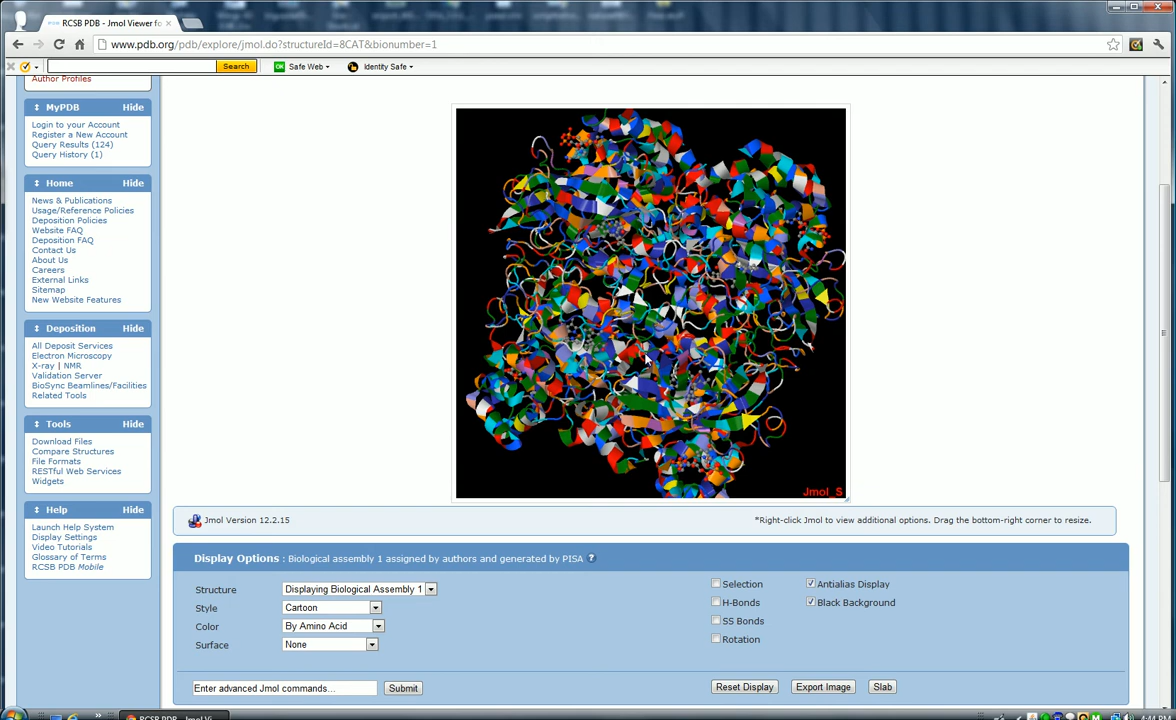 RCSB PDB - Jmol Viewer fo
www.pdb.org/pdb/explore/jmol.do?structureId=8CAT&bionumber=1
Search
OK Safe Web
Identity Safe
Author Profiles
MyPDB Hide
Login to your Account
Register a New Account
Query Results (124)
Query History (1)
Home Hide
News & Publications
Usage/Reference Policies
Deposition Policies
Website FAQ
Deposition FAQ
Contact Us
About Us
Careers
External Links
Sitemap
New Website Features
Deposition Hide
All Deposit Services
Electron Microscopy
X-ray | NMR
Validation Server
BioSync Beamlines/Facilities
Related Tools
Tools Hide
Download Files
Compare Structures
File Formats
RESTful Web Services
Widgets
Help Hide
Launch Help System
Display Settings
Video Tutorials
Glossary of Terms
RCSB PDB Mobile
Jmol_S
Jmol Version 12.2.15
*Right-click Jmol to view additional options. Drag the bottom-right corner to resize.
Display Options : Biological assembly 1 assigned by authors and generated by PISA ?
Structure Displaying Biological Assembly 1
Style Cartoon
Color By Amino Acid
Surface None
Selection
H-Bonds
SS Bonds
Rotation
Antialias Display
Black Background
Enter advanced Jmol commands...
Submit
Reset Display
Export Image
Slab
RCSB PDB - Jmol Vi...
4:44 PM